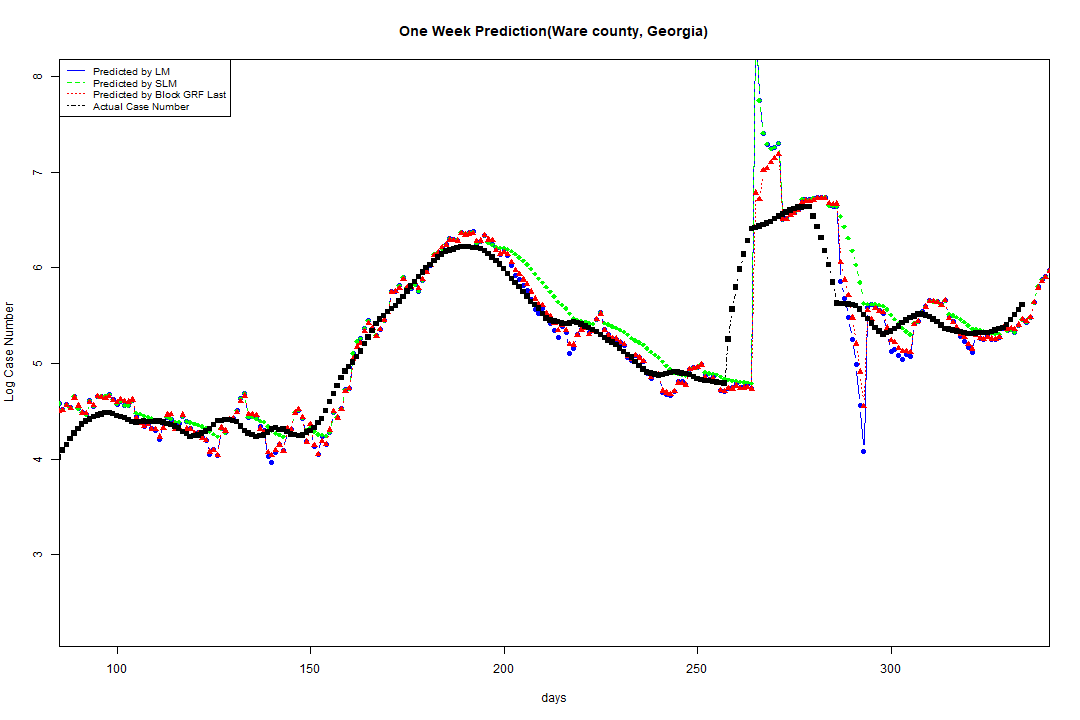 One Week Prediction(Ware county, Georgia)
Predicted by LM
Predicted by SLM
Predicted by Block GRF Last
Actual Case Number
8
7
6
5
4
3
Log Case Number
100 150 200 250 300
days